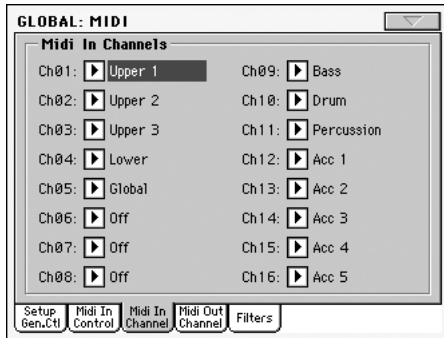 GLOBAL: MIDI
Midi In Channels
Ch01: Upper 1
Ch02: Upper 2
Ch03: Upper 3
Ch04: Lower
Ch05: Global
Ch06: Off
Ch07: Off
Ch08: Off
Ch09: Bass
Ch10: Drum
Ch11: Percussion
Ch12: Acc 1
Ch13: Acc 2
Ch14: Acc 3
Ch15: Acc 4
Ch16: Acc 5
Setup Gen.Ctl
Midi In Control
Midi In Channel
Midi Out Channel
Filters